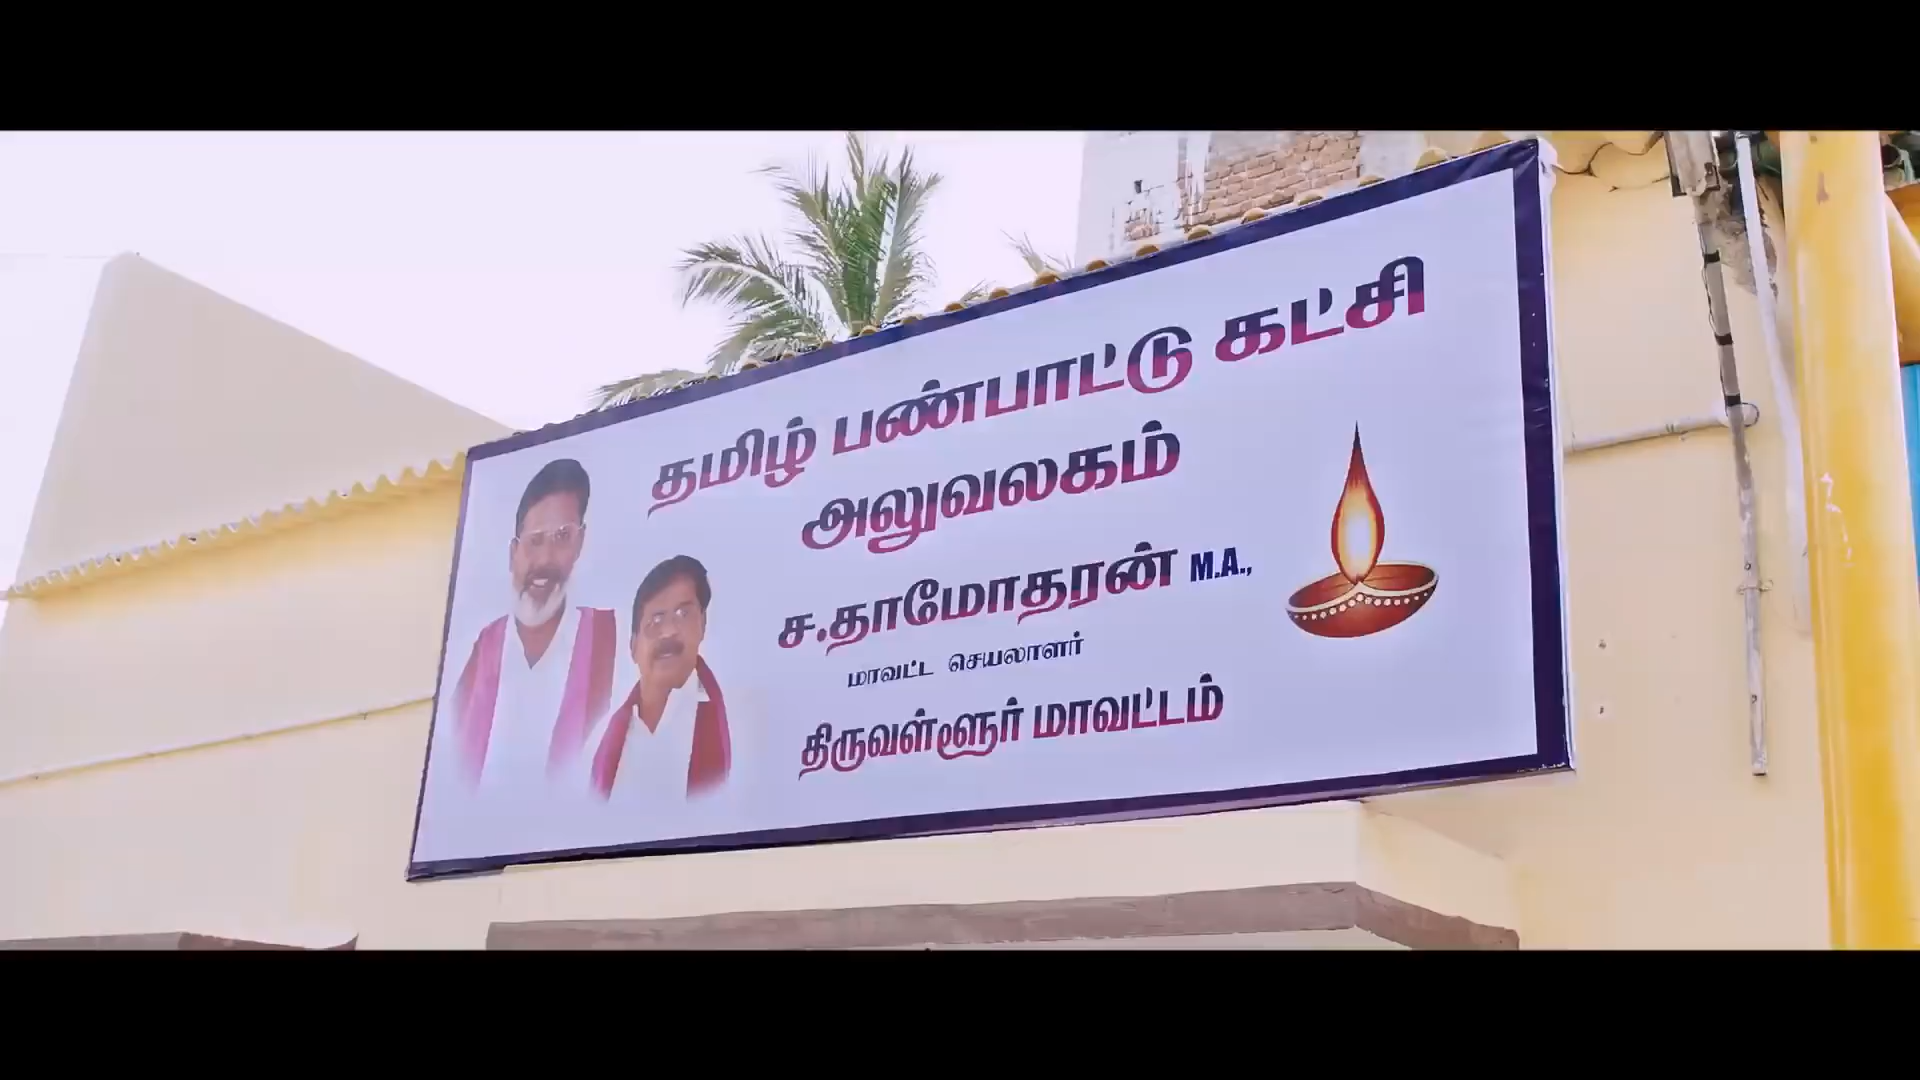 தமிழ் பண்பாட்டு கட்சி
அலுவலகம்
ச.தாமோதரன் M.A.,
மாவட்ட செயலாளர்
திருவள்ளூர் மாவட்டம்